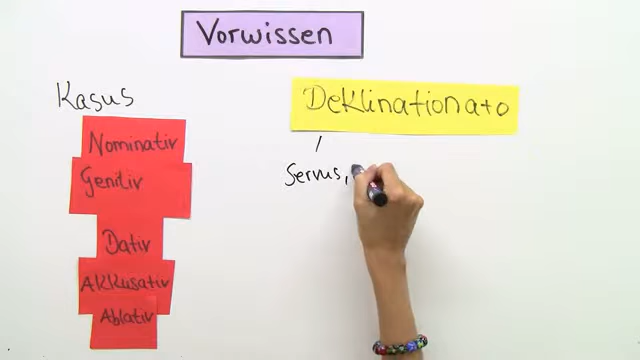 Vorwissen
Kasus
Nominativ
Genitiv
Dativ
Akkusativ
Ablativ
Deklination a + o
Servus,